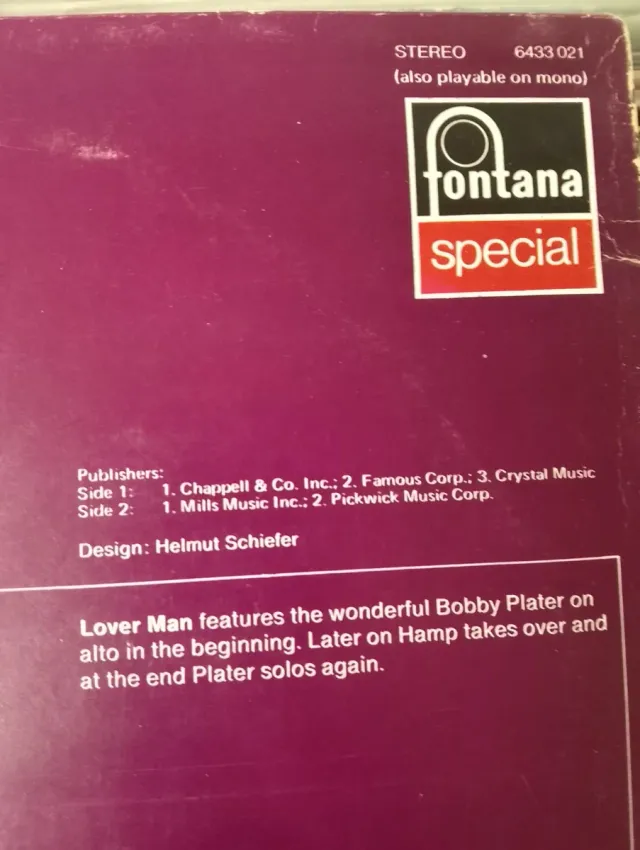 STEREO 6433 021
(also playable on mono)
fontana
special
Publishers:
Side 1: 1. Chappell & Co. Inc.; 2. Famous Corp.; 3. Crystal Music
Side 2: 1. Mills Music Inc.; 2. Pickwick Music Corp.
Design: Helmut Schiefer
Lover Man features the wonderful Bobby Plater on
alto in the beginning. Later on Hamp takes over and
at the end Plater solos again.